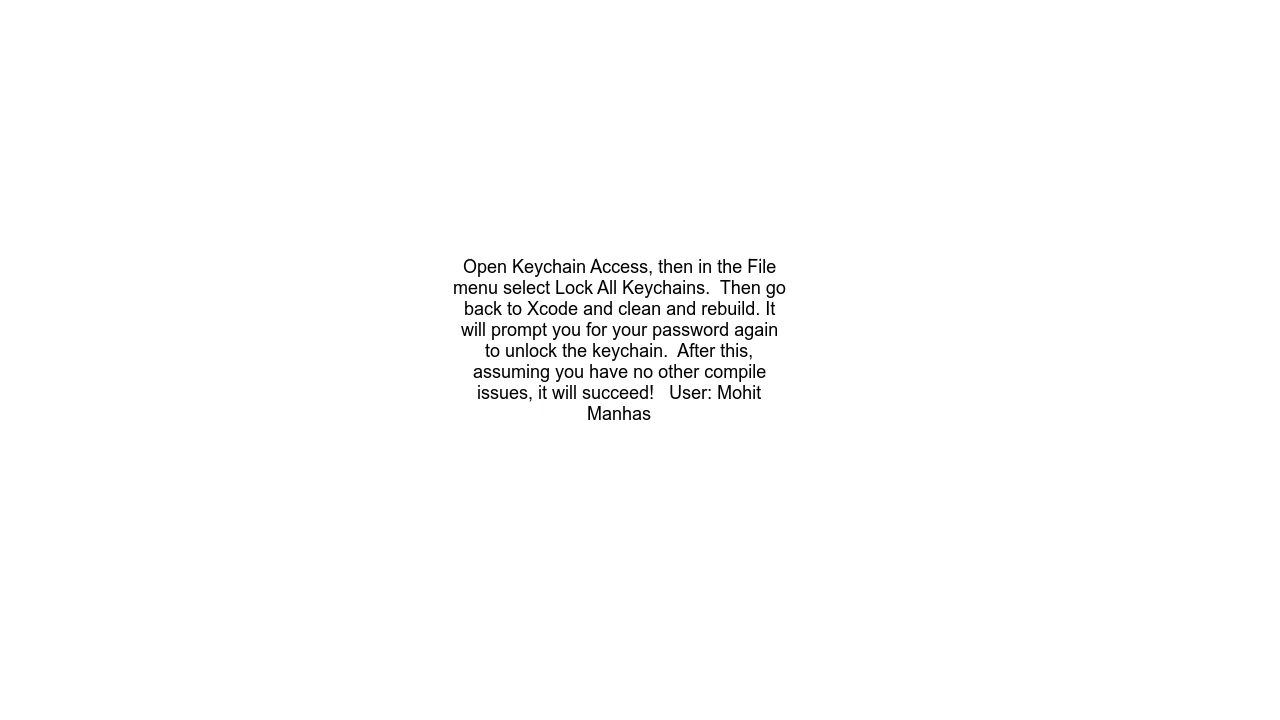 Open Keychain Access, then in the File
menu select Lock All Keychains.  Then go
back to Xcode and clean and rebuild. It
will prompt you for your password again
to unlock the keychain.  After this,
assuming you have no other compile
issues, it will succeed!   User: Mohit
Manhas